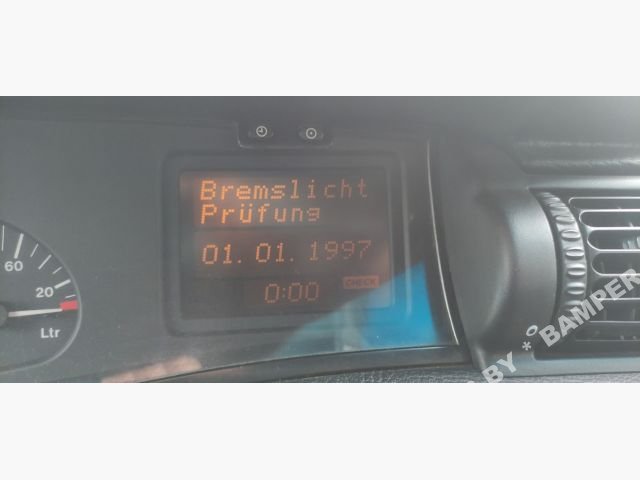 Bremslicht
Prüfung
01.01.1997
CHECK
0:00
60
20
Ltr
BY BAMPER